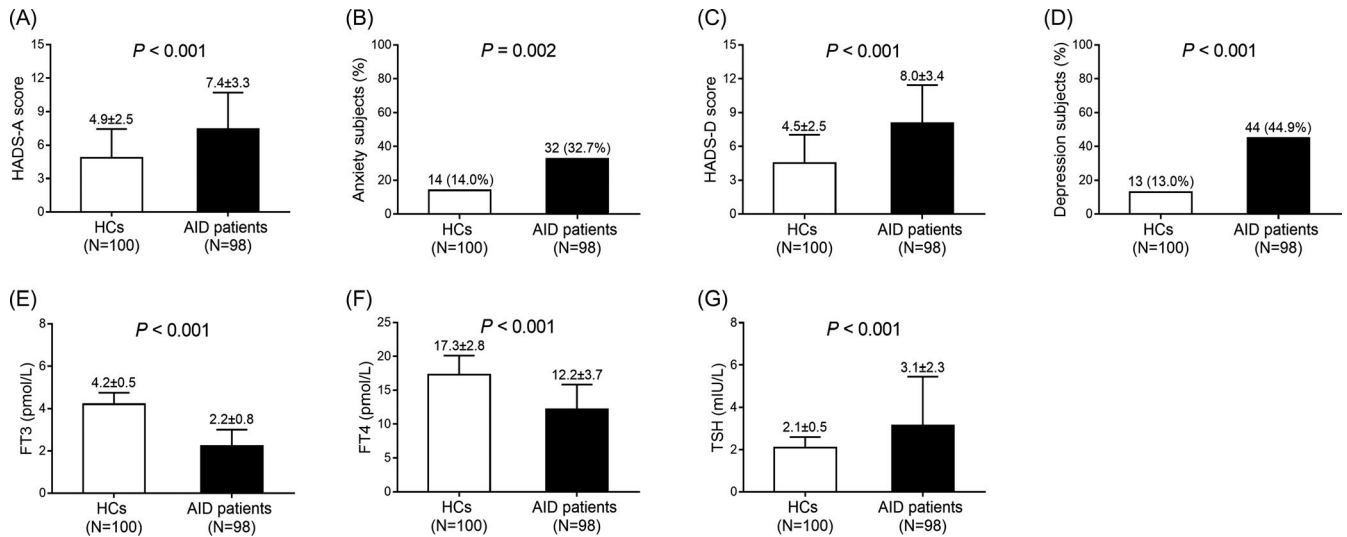 (A)
HADS-A score
15
12
9
6
3
0
P < 0.001
4.9±2.5
7.4±3.3
HCs
(N=100)
AID patients
(N=98)
(B)
Anxiety subjects (%)
100
80
60
40
20
0
P = 0.002
14 (14.0%)
32 (32.7%)
HCs
(N=100)
AID patients
(N=98)
(C)
HADS-D score
15
12
9
6
3
0
P < 0.001
4.5±2.5
8.0±3.4
HCs
(N=100)
AID patients
(N=98)
(D)
Depression subjects (%)
100
80
60
40
20
0
P < 0.001
13 (13.0%)
44 (44.9%)
HCs
(N=100)
AID patients
(N=98)
(E)
FT3 (pmol/L)
8
6
4
2
0
P < 0.001
4.2±0.5
2.2±0.8
HCs
(N=100)
AID patients
(N=98)
(F)
FT4 (pmol/L)
25
20
15
10
5
0
P < 0.001
17.3±2.8
12.2±3.7
HCs
(N=100)
AID patients
(N=98)
(G)
TSH (mIU/L)
8
6
4
2
0
P < 0.001
2.1±0.5
3.1±2.3
HCs
(N=100)
AID patients
(N=98)